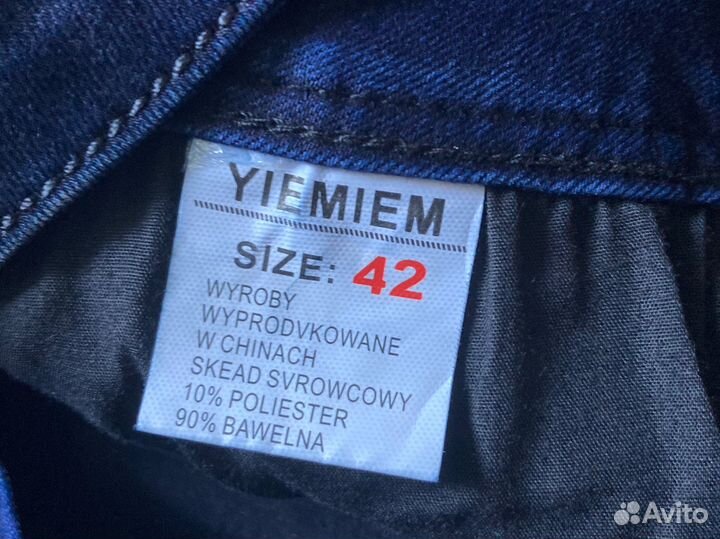 YIEMIEM
SIZE: 42
WYROBY
WYPRODVKOWANE
W CHINACH
SKEAD SVROWCOWY
10% POLIESTER
90% BAWELNA
Avito